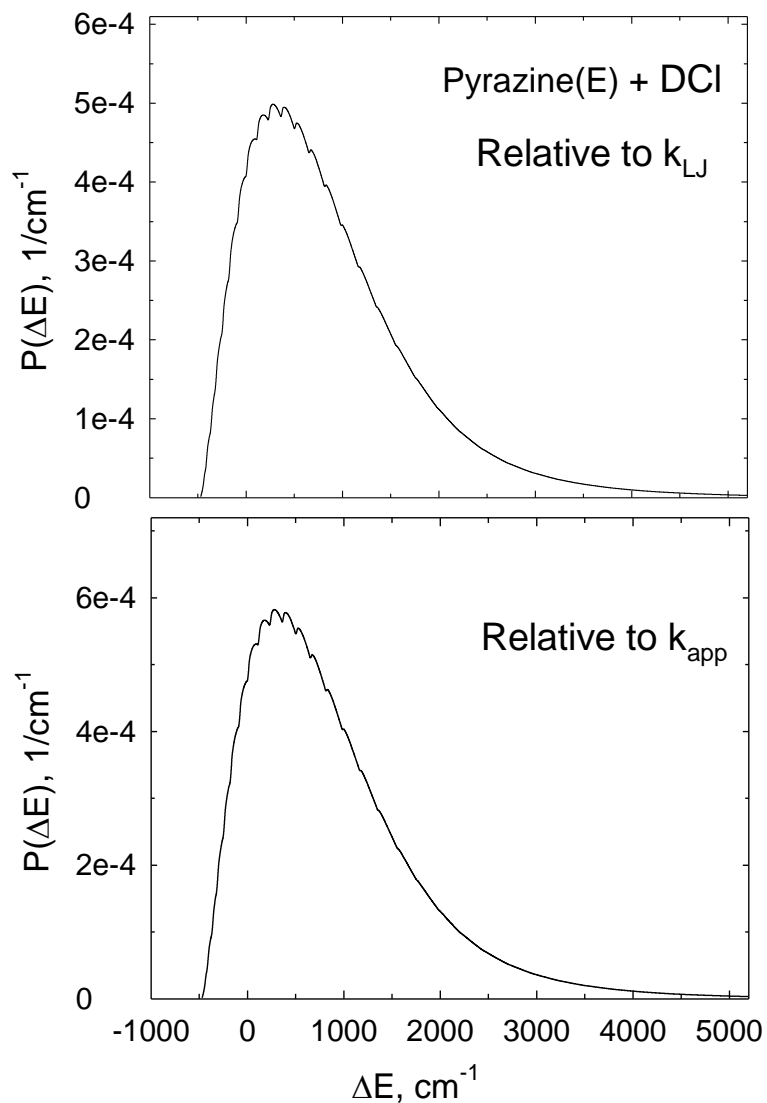 6e-4
Pyrazine(E) + DCl
5e-4
Relative to k_LJ
4e-4
P(ΔE), 1/cm⁻¹
3e-4
2e-4
1e-4
0
6e-4
Relative to k_app
4e-4
P(ΔE), 1/cm⁻¹
2e-4
0
-1000 0 1000 2000 3000 4000 5000
ΔE, cm⁻¹